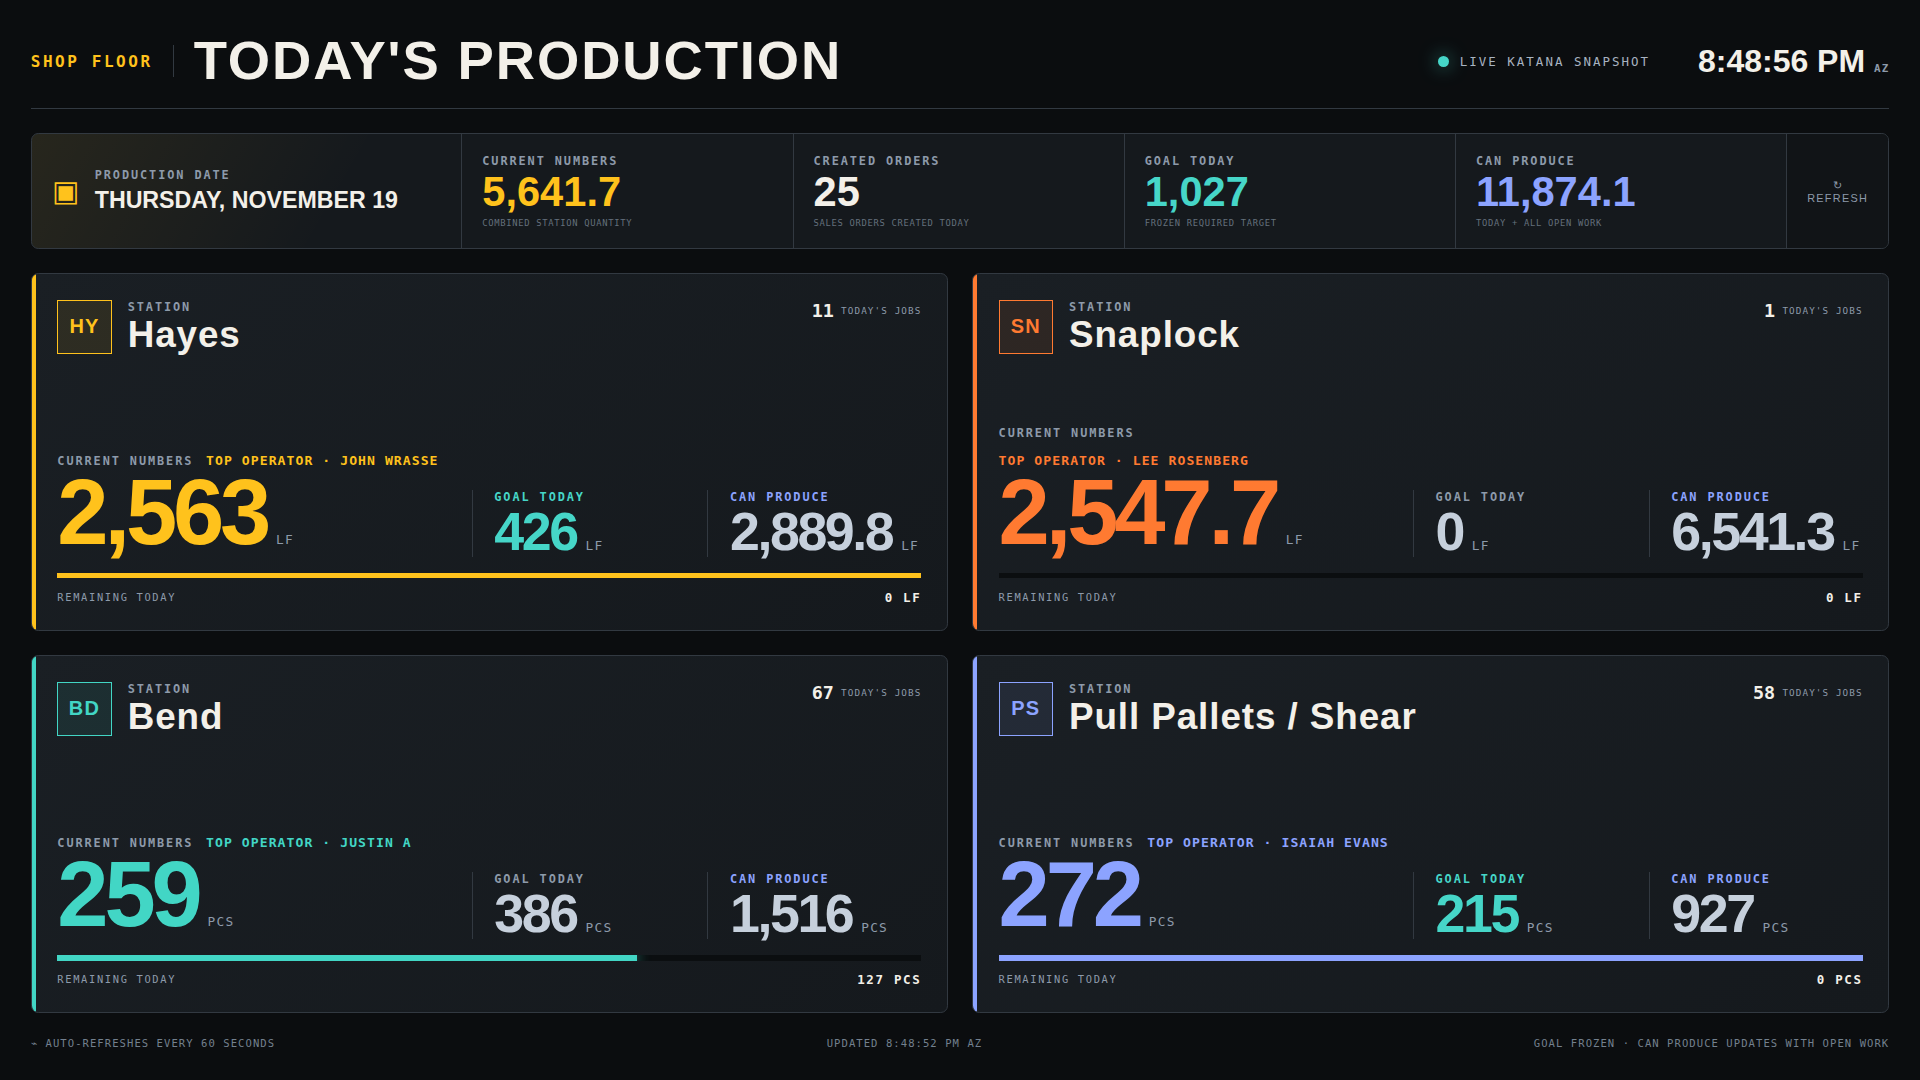 SHOP FLOOR
TODAY'S PRODUCTION
LIVE KATANA SNAPSHOT
8:48:56 PM AZ
PRODUCTION DATE
THURSDAY, NOVEMBER 19
CURRENT NUMBERS
5,641.7
COMBINED STATION QUANTITY
CREATED ORDERS
25
SALES ORDERS CREATED TODAY
GOAL TODAY
1,027
FROZEN REQUIRED TARGET
CAN PRODUCE
11,874.1
TODAY + ALL OPEN WORK
↻
REFRESH
HY
STATION
Hayes
11 TODAY'S JOBS
CURRENT NUMBERS TOP OPERATOR · JOHN WRASSE
2,563 LF
GOAL TODAY
426 LF
CAN PRODUCE
2,889.8 LF
REMAINING TODAY
0 LF
SN
STATION
Snaplock
1 TODAY'S JOBS
CURRENT NUMBERS
TOP OPERATOR · LEE ROSENBERG
2,547.7 LF
GOAL TODAY
0 LF
CAN PRODUCE
6,541.3 LF
REMAINING TODAY
0 LF
BD
STATION
Bend
67 TODAY'S JOBS
CURRENT NUMBERS TOP OPERATOR · JUSTIN A
259 PCS
GOAL TODAY
386 PCS
CAN PRODUCE
1,516 PCS
REMAINING TODAY
127 PCS
PS
STATION
Pull Pallets / Shear
58 TODAY'S JOBS
CURRENT NUMBERS TOP OPERATOR · ISAIAH EVANS
272 PCS
GOAL TODAY
215 PCS
CAN PRODUCE
927 PCS
REMAINING TODAY
0 PCS
⌁ AUTO-REFRESHES EVERY 60 SECONDS
UPDATED 8:48:52 PM AZ
GOAL FROZEN · CAN PRODUCE UPDATES WITH OPEN WORK